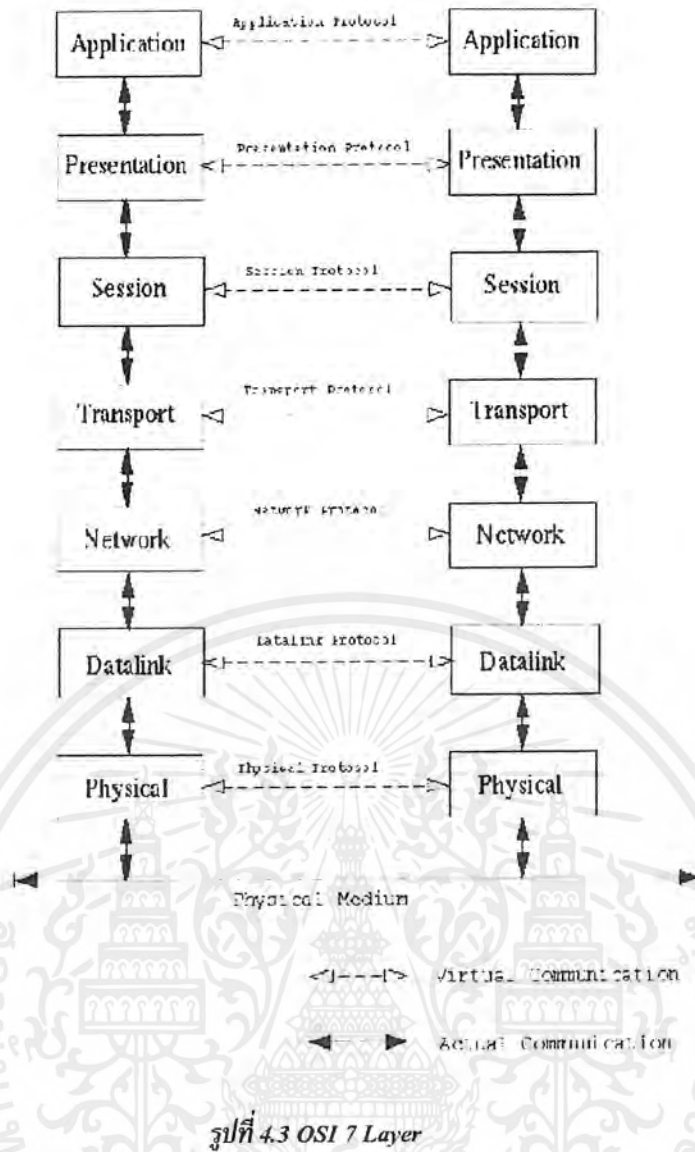 Application Protocol
Application Application
Presentation Protocol
Presentation Presentation
Session Protocol
Session Session
Transport Protocol
Transport Transport
Network Protocol
Network Network
Datalink Protocol
Datalink Datalink
Physical Protocol
Physical Physical
Physical Medium
Virtual Communication
Actual Communication
รูปที่ 4.3 OSI 7 Layer